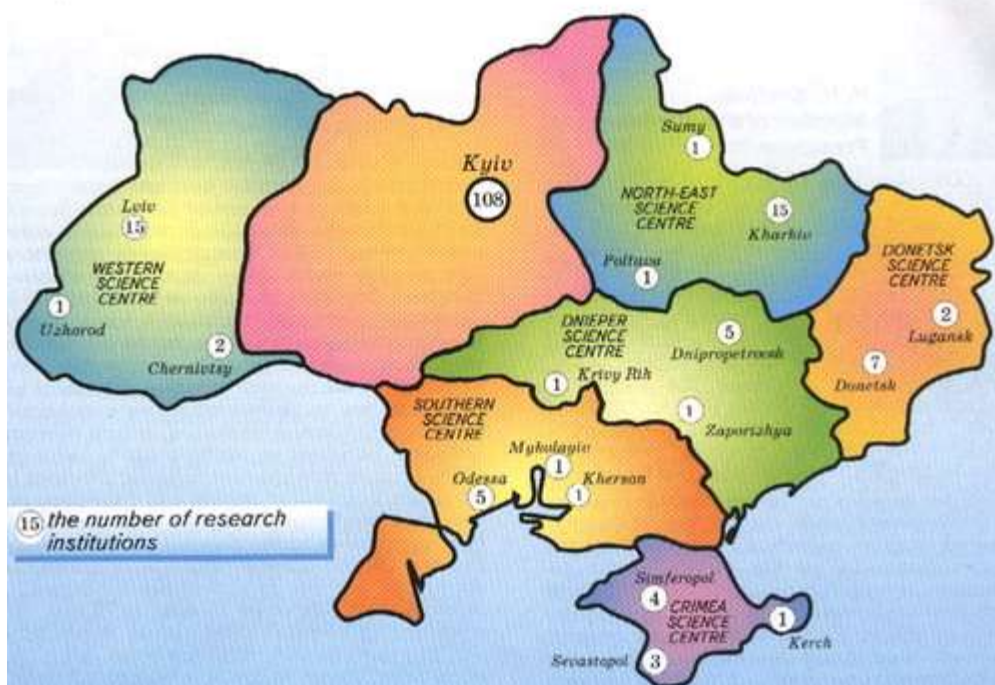 Kyiv
108
Sumy
1
NORTH-EAST
SCIENCE
CENTRE
15
Kharkiv
Poltava
1
Lviv
15
WESTERN
SCIENCE
CENTRE
1
Uzhorod
2
Chernivtsy
DONETSK
SCIENCE
CENTRE
2
Lugansk
7
Donetsk
DNIEPER
SCIENCE
CENTRE
5
Dnipropetrovsk
1
Krivy Rih
1
Zaporizhya
SOUTHERN
SCIENCE
CENTRE
Mykolayiv
1
Odessa
5
Kherson
1
15 the number of research
institutions
Simferopol
4
CRIMEA
SCIENCE
CENTRE
1
Kerch
Sevastopol
3